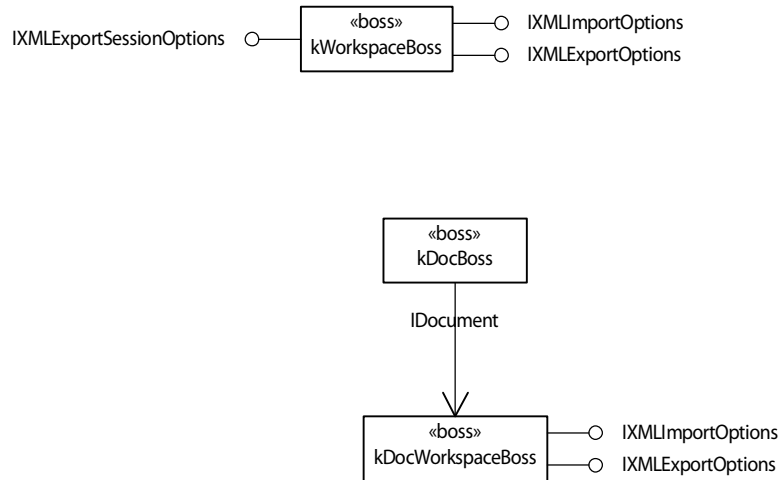 IXMLExportSessionOptions
«boss»
kWorkspaceBoss
IXMLImportOptions
IXMLExportOptions
«boss»
kDocBoss
IDocument
«boss»
kDocWorkspaceBoss
IXMLImportOptions
IXMLExportOptions